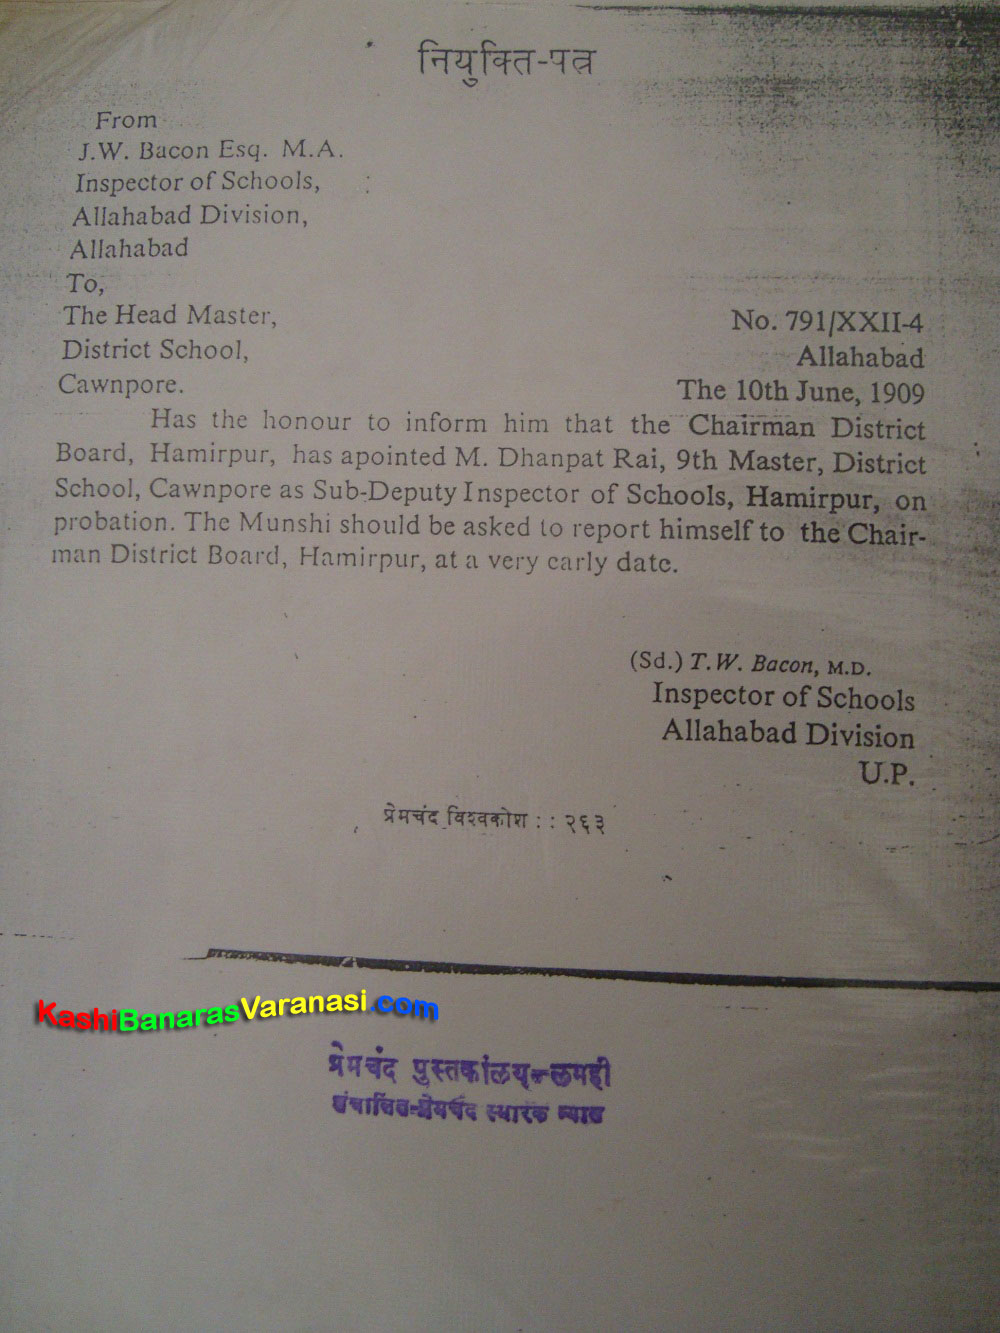 नियुक्ति-पत्र
From
J.W. Bacon Esq. M.A.
Inspector of Schools,
Allahabad Division,
Allahabad
To,
The Head Master,
District School,
Cawnpore.
No. 791/XXII-4
Allahabad
The 10th June, 1909
Has the honour to inform him that the Chairman District
Board, Hamirpur, has apointed M. Dhanpat Rai, 9th Master, District
School, Cawnpore as Sub-Deputy Inspector of Schools, Hamirpur, on
probation. The Munshi should be asked to report himself to the Chair-
man District Board, Hamirpur, at a very early date.
(Sd.) T.W. Bacon, M.D.
Inspector of Schools
Allahabad Division
U.P.
प्रेमचंद विश्वकोश : : २६३
KashiBanarasVaranasi.com
प्रेमचंद पुस्तकालय-लमही
संचालित-प्रेमचंद स्मारक न्यास